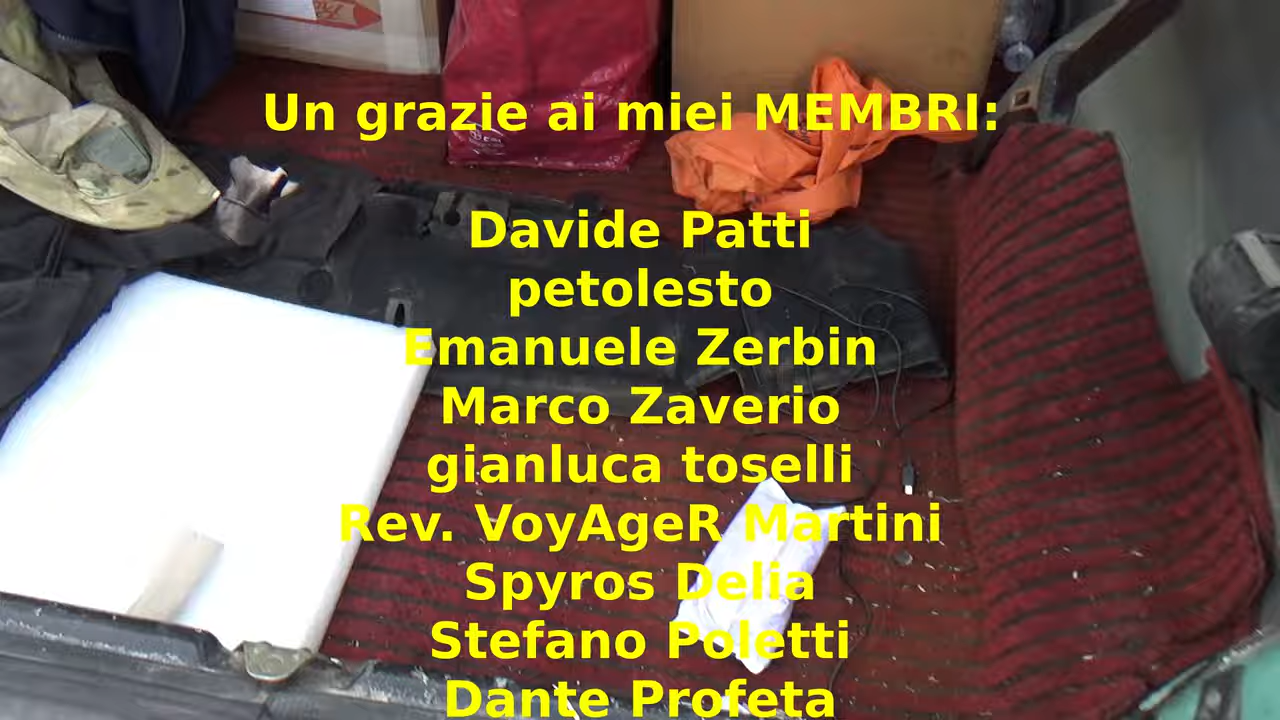 Un grazie ai miei MEMBRI:
Davide Patti
petolesto
Emanuele Zerbin
Marco Zaverio
gianluca toselli
Rev. VoyAgeR Martini
Spyros Delia
Stefano Poletti
Dante Profeta